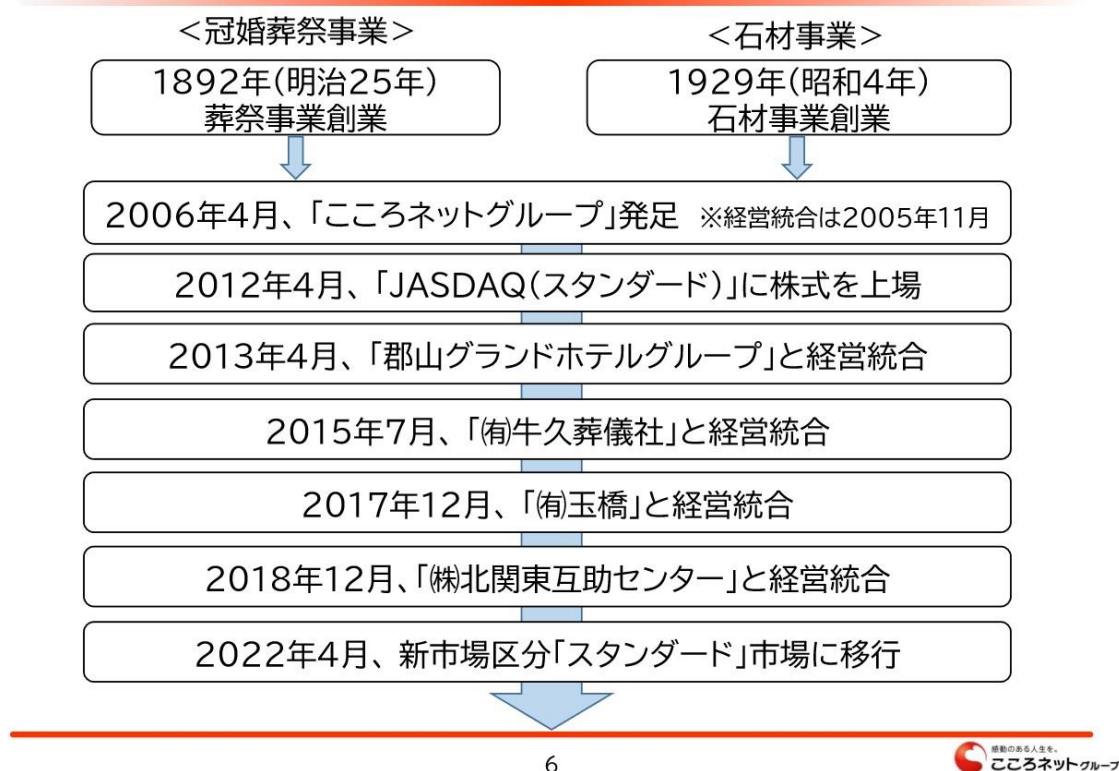 ＜冠婚葬祭事業＞
＜石材事業＞
1892年(明治25年)
葬祭事業創業
1929年(昭和4年)
石材事業創業
2006年4月、「こころネットグループ」発足 ※経営統合は2005年11月
2012年4月、「JASDAQ(スタンダード)」に株式を上場
2013年4月、「郡山グランドホテルグループ」と経営統合
2015年7月、「㈲牛久葬儀社」と経営統合
2017年12月、「㈲玉橋」と経営統合
2018年12月、「㈱北関東互助センター」と経営統合
2022年4月、新市場区分「スタンダード」市場に移行
6
感動のある人生を。
こころネットグループ